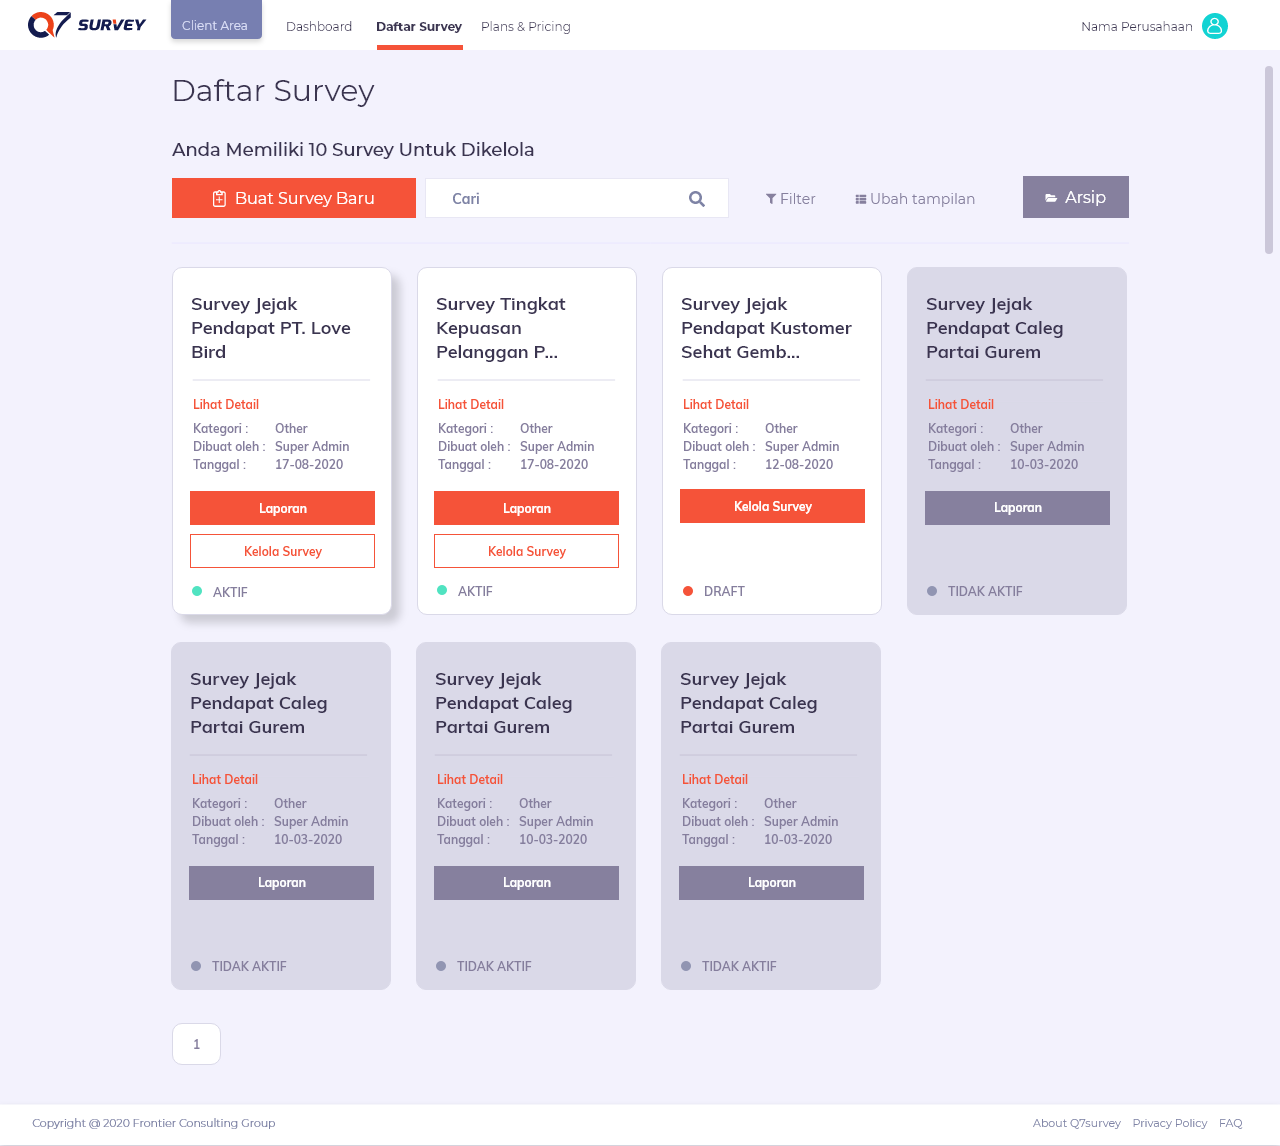 Q7 SURVEY
Client Area
Dashboard
Daftar Survey
Plans & Pricing
Nama Perusahaan
Daftar Survey
Anda Memiliki 10 Survey Untuk Dikelola
Buat Survey Baru
Cari
Filter
Ubah tampilan
Arsip
Survey Jejak
Pendapat PT. Love
Bird
Lihat Detail
Kategori : Other
Dibuat oleh : Super Admin
Tanggal : 17-08-2020
Laporan
Kelola Survey
AKTIF
Survey Tingkat
Kepuasan
Pelanggan P...
Lihat Detail
Kategori : Other
Dibuat oleh : Super Admin
Tanggal : 17-08-2020
Laporan
Kelola Survey
AKTIF
Survey Jejak
Pendapat Kustomer
Sehat Gemb...
Lihat Detail
Kategori : Other
Dibuat oleh : Super Admin
Tanggal : 12-08-2020
Kelola Survey
DRAFT
Survey Jejak
Pendapat Caleg
Partai Gurem
Lihat Detail
Kategori : Other
Dibuat oleh : Super Admin
Tanggal : 10-03-2020
Laporan
TIDAK AKTIF
Survey Jejak
Pendapat Caleg
Partai Gurem
Lihat Detail
Kategori : Other
Dibuat oleh : Super Admin
Tanggal : 10-03-2020
Laporan
TIDAK AKTIF
Survey Jejak
Pendapat Caleg
Partai Gurem
Lihat Detail
Kategori : Other
Dibuat oleh : Super Admin
Tanggal : 10-03-2020
Laporan
TIDAK AKTIF
Survey Jejak
Pendapat Caleg
Partai Gurem
Lihat Detail
Kategori : Other
Dibuat oleh : Super Admin
Tanggal : 10-03-2020
Laporan
TIDAK AKTIF
1
Copyright @ 2020 Frontier Consulting Group
About Q7survey
Privacy Policy
FAQ